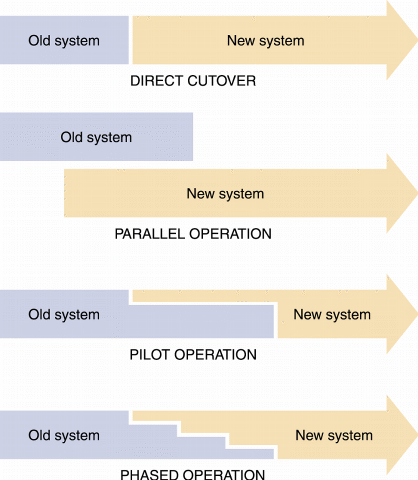 Old system New system
DIRECT CUTOVER
Old system
New system
PARALLEL OPERATION
Old system New system
PILOT OPERATION
Old system New system
PHASED OPERATION